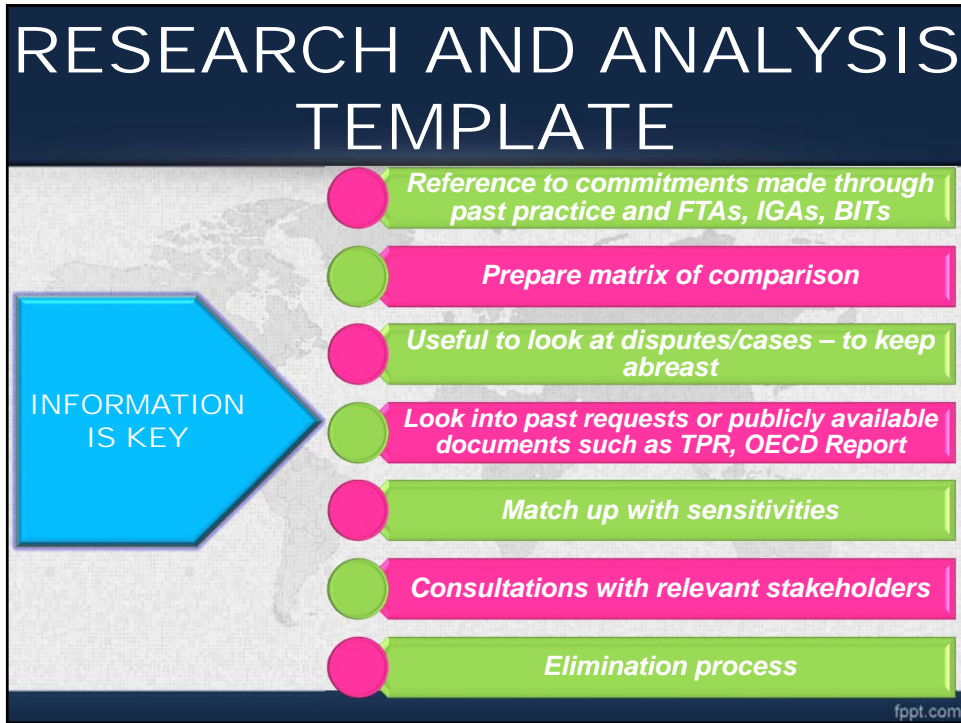 RESEARCH AND ANALYSIS
TEMPLATE
INFORMATION
IS KEY
Reference to commitments made through
past practice and FTAs, IGAs, BITs
Prepare matrix of comparison
Useful to look at disputes/cases – to keep
abreast
Look into past requests or publicly available
documents such as TPR, OECD Report
Match up with sensitivities
Consultations with relevant stakeholders
Elimination process
fppt.com